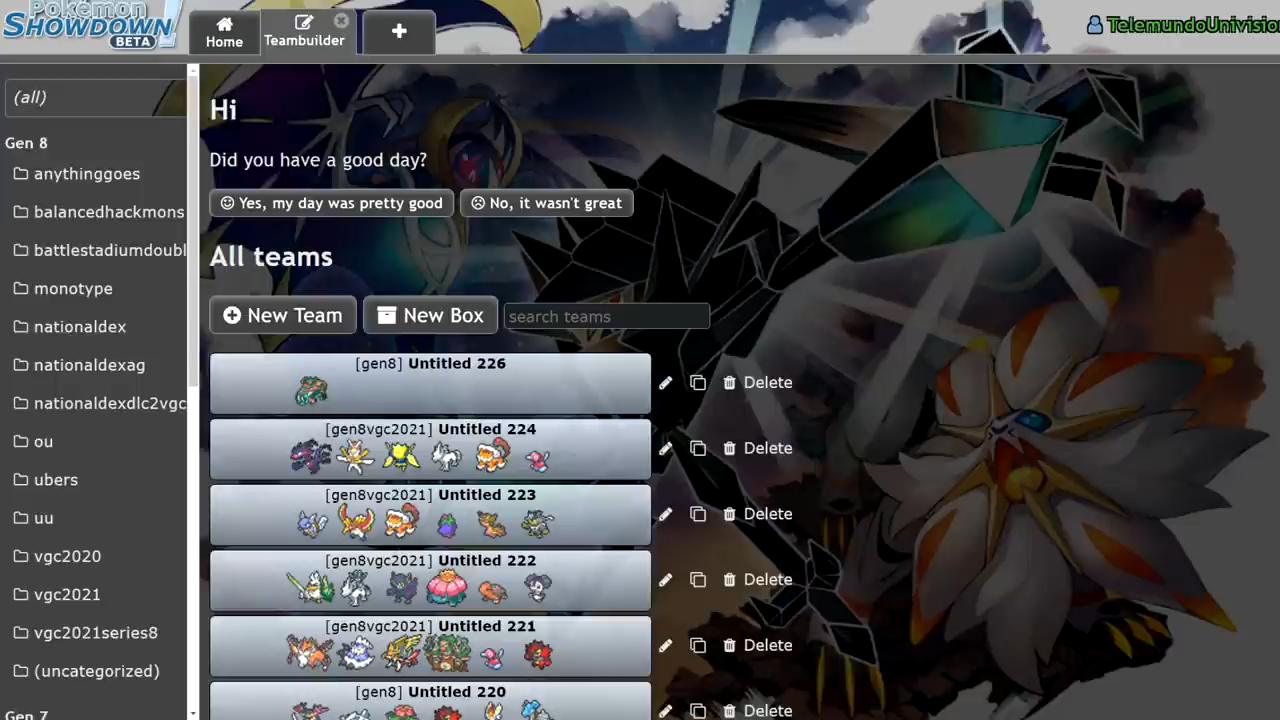 Pokémon
SHOWDOWN!
BETA
Home
Teambuilder
TelemundoUnivisio
(all)
Gen 8
anythinggoes
balancedhackmons
battlestadiumdoubl
monotype
nationaldex
nationaldexag
nationaldexdlc2vgc
ou
ubers
uu
vgc2020
vgc2021
vgc2021series8
(uncategorized)
Gen 7
Hi
Did you have a good day?
Yes, my day was pretty good
No, it wasn't great
All teams
New Team
New Box
search teams
[gen8] Untitled 226
Delete
[gen8vgc2021] Untitled 224
Delete
[gen8vgc2021] Untitled 223
Delete
[gen8vgc2021] Untitled 222
Delete
[gen8vgc2021] Untitled 221
Delete
[gen8] Untitled 220
Delete